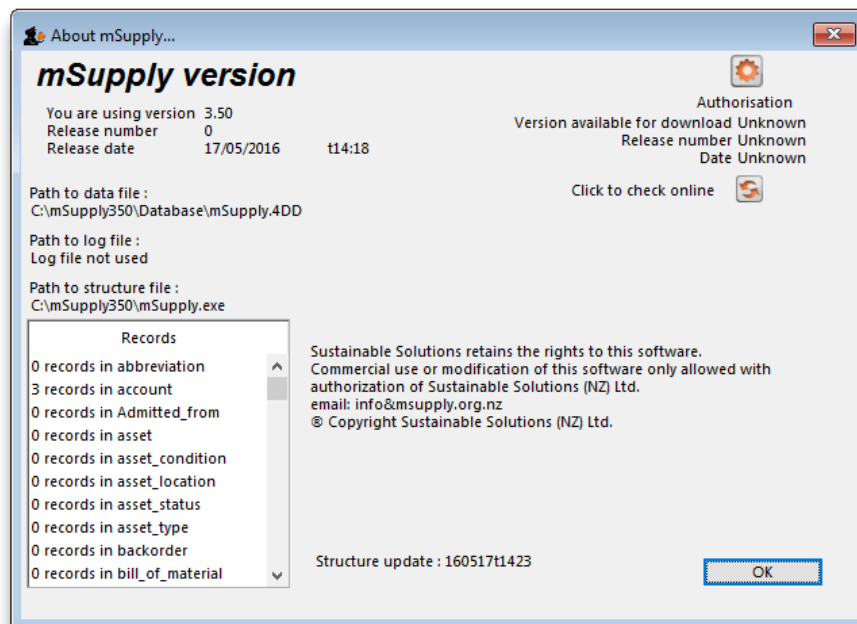 About mSupply...
mSupply version
You are using version 3.50
Release number 0
Release date 17/05/2016 t14:18
Authorisation
Version available for download Unknown
Release number Unknown
Date Unknown
Click to check online
Path to data file :
C:\mSupply350\Database\mSupply.4DD
Path to log file :
Log file not used
Path to structure file :
C:\mSupply350\mSupply.exe
Records
0 records in abbreviation
3 records in account
0 records in Admitted_from
0 records in asset
0 records in asset_condition
0 records in asset_location
0 records in asset_status
0 records in asset_type
0 records in backorder
0 records in bill_of_material
Sustainable Solutions retains the rights to this software.
Commercial use or modification of this software only allowed with
authorization of Sustainable Solutions (NZ) Ltd.
email: info&msupply.org.nz
® Copyright Sustainable Solutions (NZ) Ltd.
Structure update : 160517t1423
OK